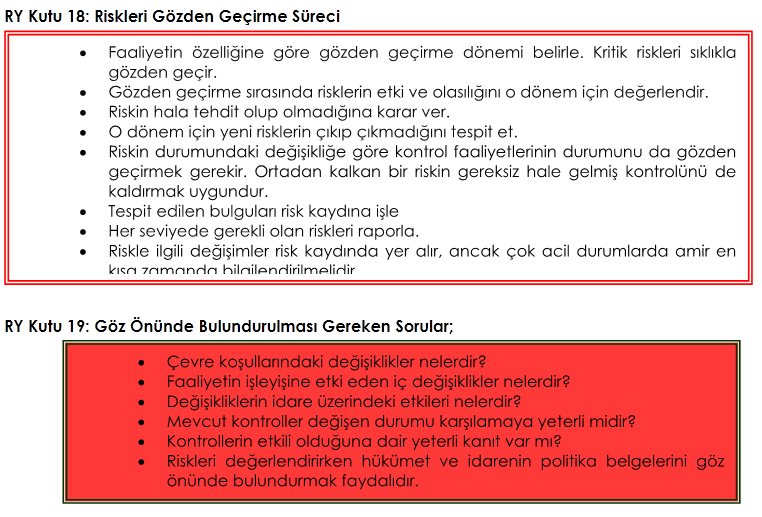 RY Kutu 18: Riskleri Gözden Geçirme Süreci
• Faaliyetin özelliğine göre gözden geçirme dönemi belirle. Kritik riskleri sıklıkla
gözden geçir.
• Gözden geçirme sırasında risklerin etki ve olasılığını o dönem için değerlendir.
• Riskin hala tehdit olup olmadığına karar ver.
• O dönem için yeni risklerin çıkıp çıkmadığını tespit et.
• Riskin durumundaki değişikliğe göre kontrol faaliyetlerinin durumunu da gözden
geçirmek gerekir. Ortadan kalkan bir riskin gereksiz hale gelmiş kontrolünü de
kaldırmak uygundur.
• Tespit edilen bulguları risk kaydına işle
• Her seviyede gerekli olan riskleri raporla.
• Riskle ilgili değişimler risk kaydında yer alır, ancak çok acil durumlarda amir en
kısa zamanda bilgilendirilmelidir
RY Kutu 19: Göz Önünde Bulundurulması Gereken Sorular;
• Çevre koşullarındaki değişiklikler nelerdir?
• Faaliyetin işleyişine etki eden iç değişiklikler nelerdir?
• Değişikliklerin idare üzerindeki etkileri nelerdir?
• Mevcut kontroller değişen durumu karşılamaya yeterli midir?
• Kontrollerin etkili olduğuna dair yeterli kanıt var mı?
• Riskleri değerlendirirken hükümet ve idarenin politika belgelerini göz
önünde bulundurmak faydalıdır.